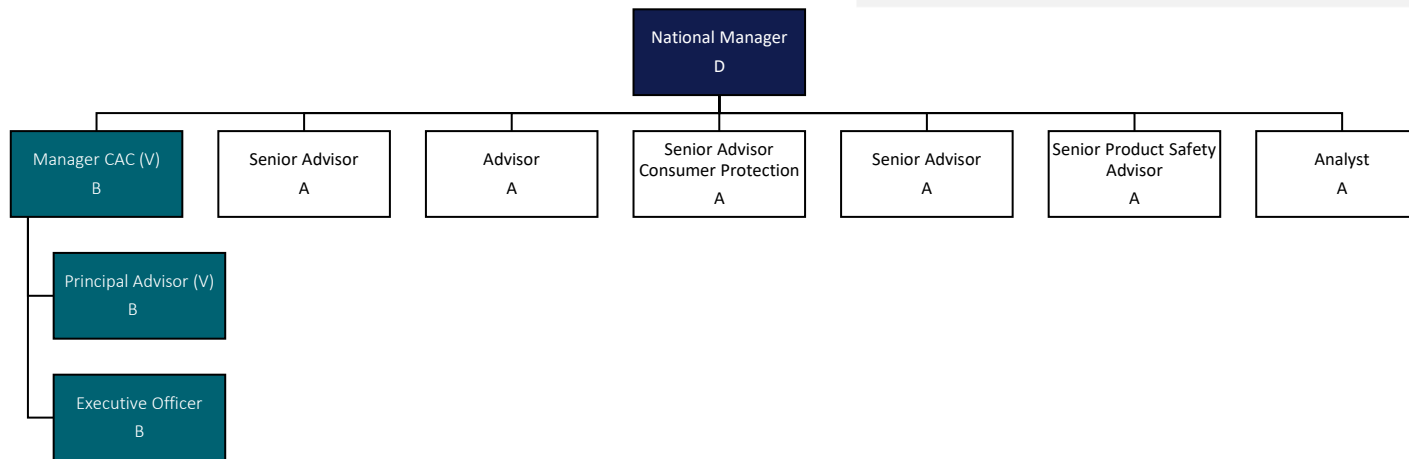 National Manager
D
Manager CAC (V)
B
Senior Advisor
A
Advisor
A
Senior Advisor
Consumer Protection
A
Senior Advisor
A
Senior Product Safety
Advisor
A
Analyst
A
Principal Advisor (V)
B
Executive Officer
B